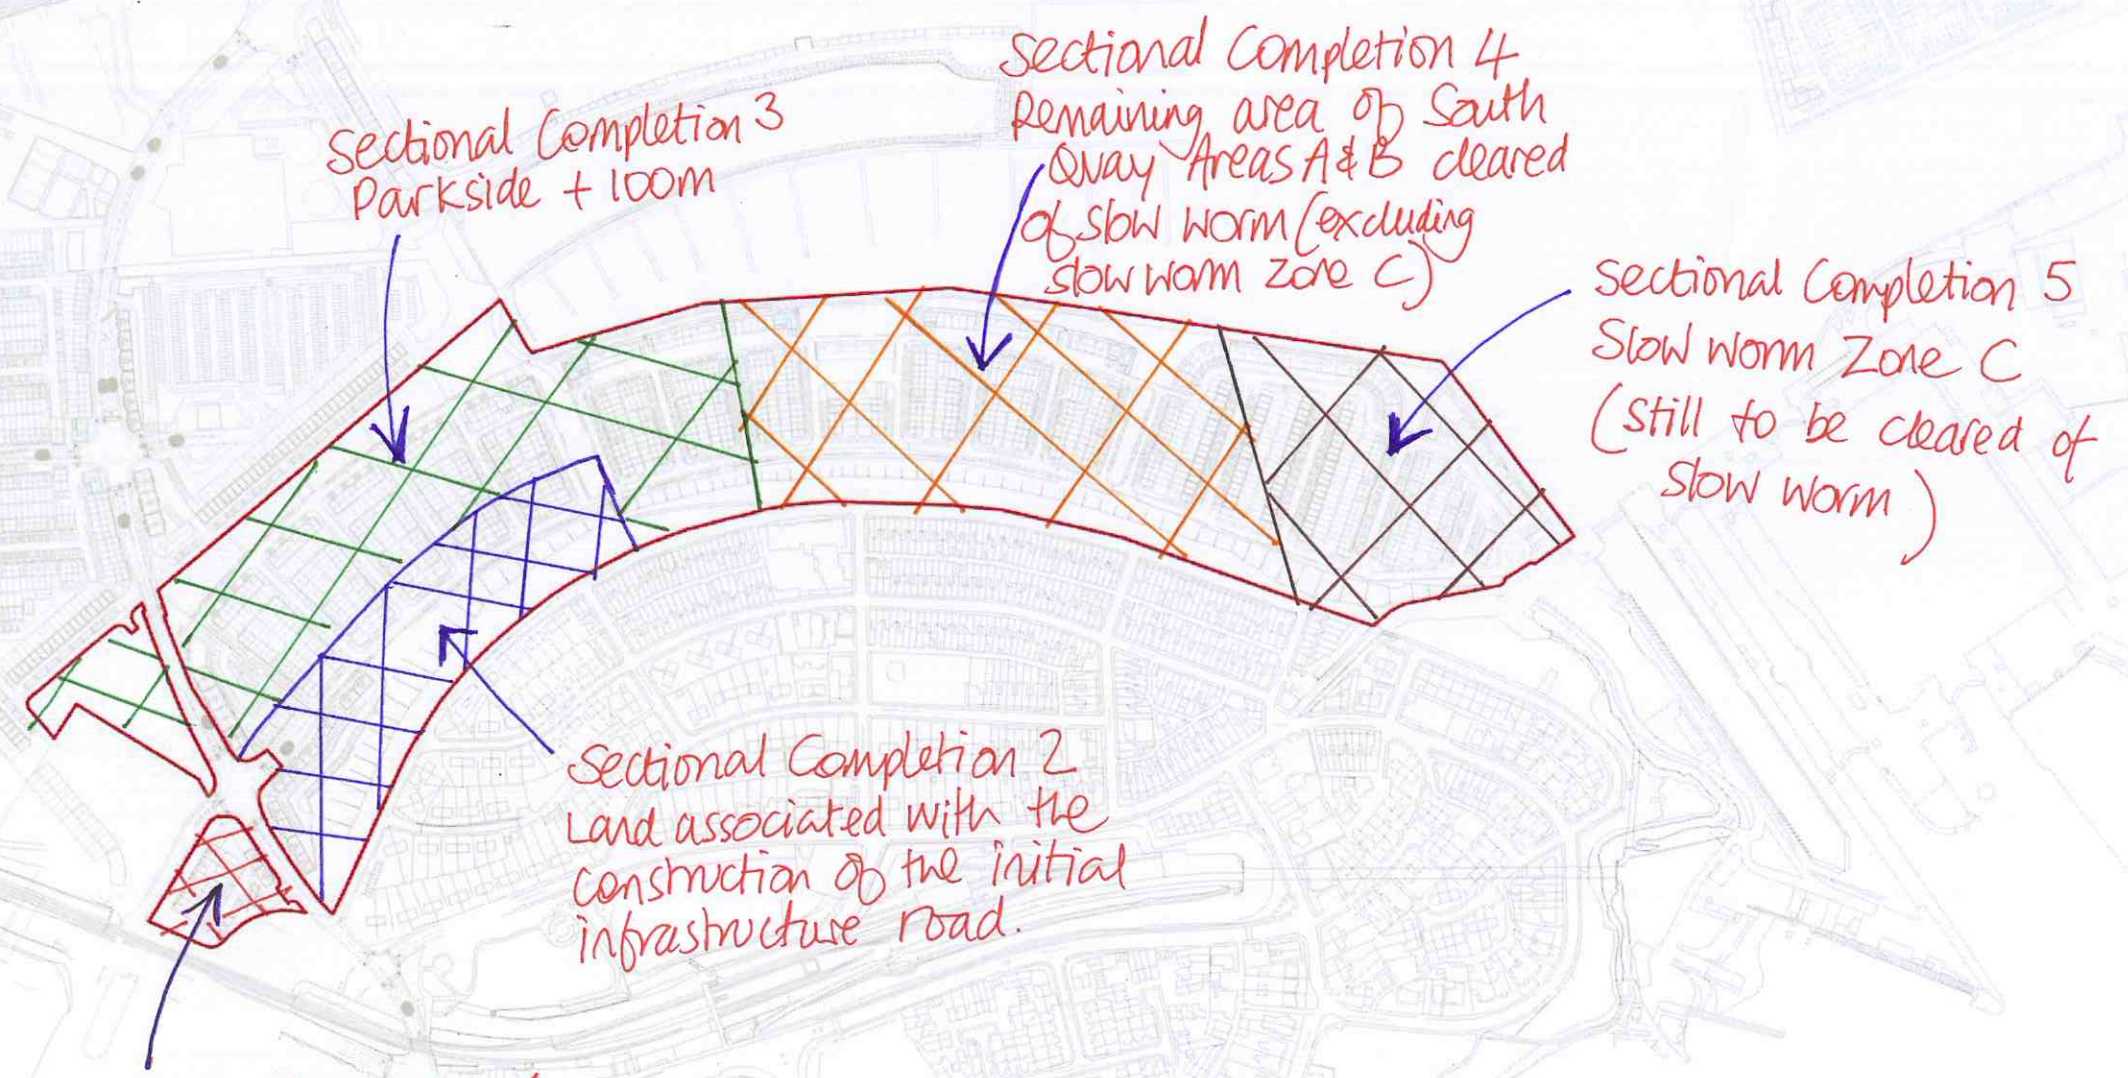 Sectional Completion 3
Parkside + 100m
Sectional Completion 4
Remaining area of South
Quay Areas A & B cleared
of slow worm (excluding
slow worm zone C)
Sectional Completion 5
Slow worm Zone C
(still to be cleared of
slow worm)
Sectional Completion 2
Land associated with the
construction of the initial
infrastructure road.